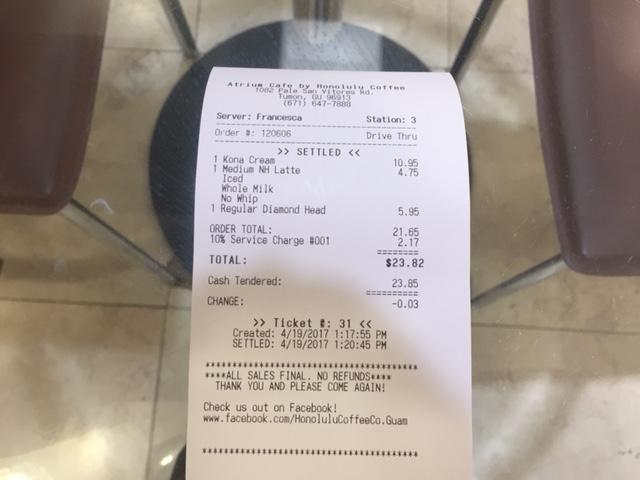 Atrium Cafe by Honolulu Coffee
1082 Pale San Vitores Rd.
Tumon, GU 96913
(671) 647-7888
Server: Francesca Station: 3
Order #: 120606 Drive Thru
>> SETTLED <<
1 Kona Cream 10.95
1 Medium NH Latte 4.75
Iced
Whole Milk
No Whip
1 Regular Diamond Head 5.95
ORDER TOTAL: 21.65
10% Service Charge #001 2.17
========
TOTAL: $23.82
Cash Tendered: 23.85
=========
CHANGE: -0.03
>> Ticket #: 31 <<
Created: 4/19/2017 1:17:55 PM
SETTLED: 4/19/2017 1:20:45 PM
****************************************
****ALL SALES FINAL. NO REFUNDS****
THANK YOU AND PLEASE COME AGAIN!
Check us out on Facebook!
www.facebook.com/HonoluluCoffeeCo.Guam
****************************************